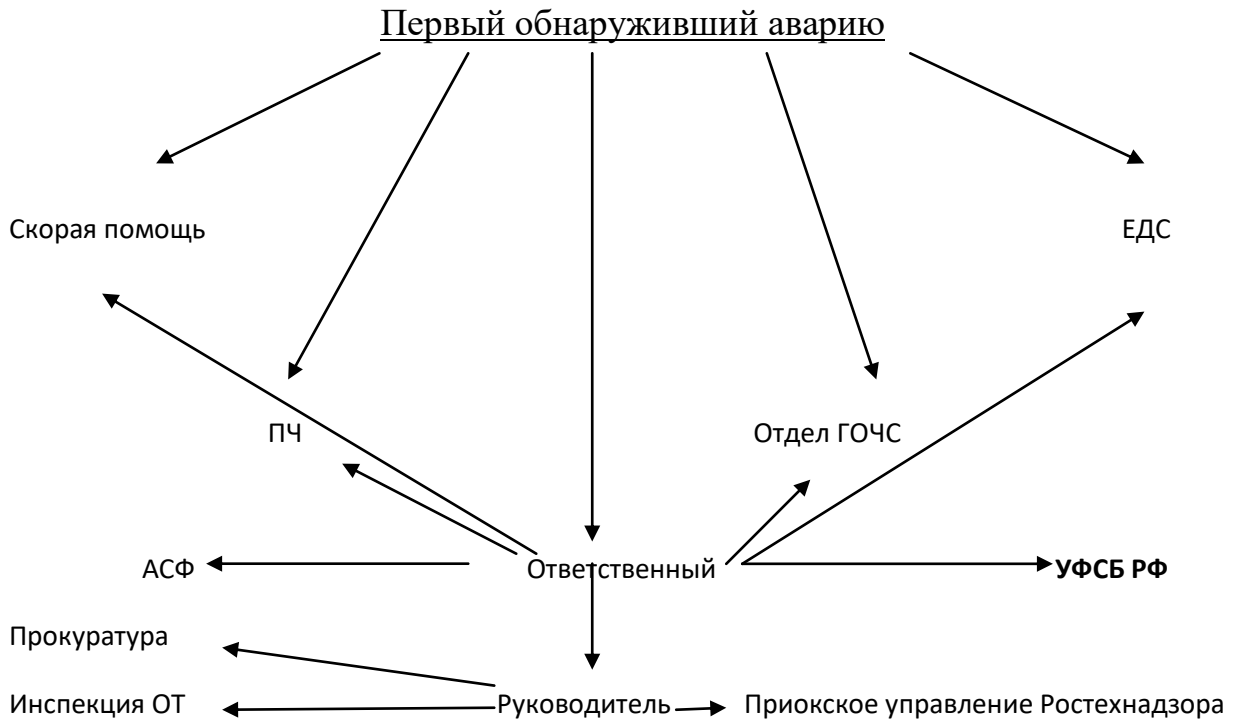 Первый обнаруживший аварию
Скорая помощь
ЕДС
ПЧ
Отдел ГОЧС
АСФ
Ответственный
УФСБ РФ
Прокуратура
Инспекция ОТ
Руководитель
Приокское управление Ростехнадзора